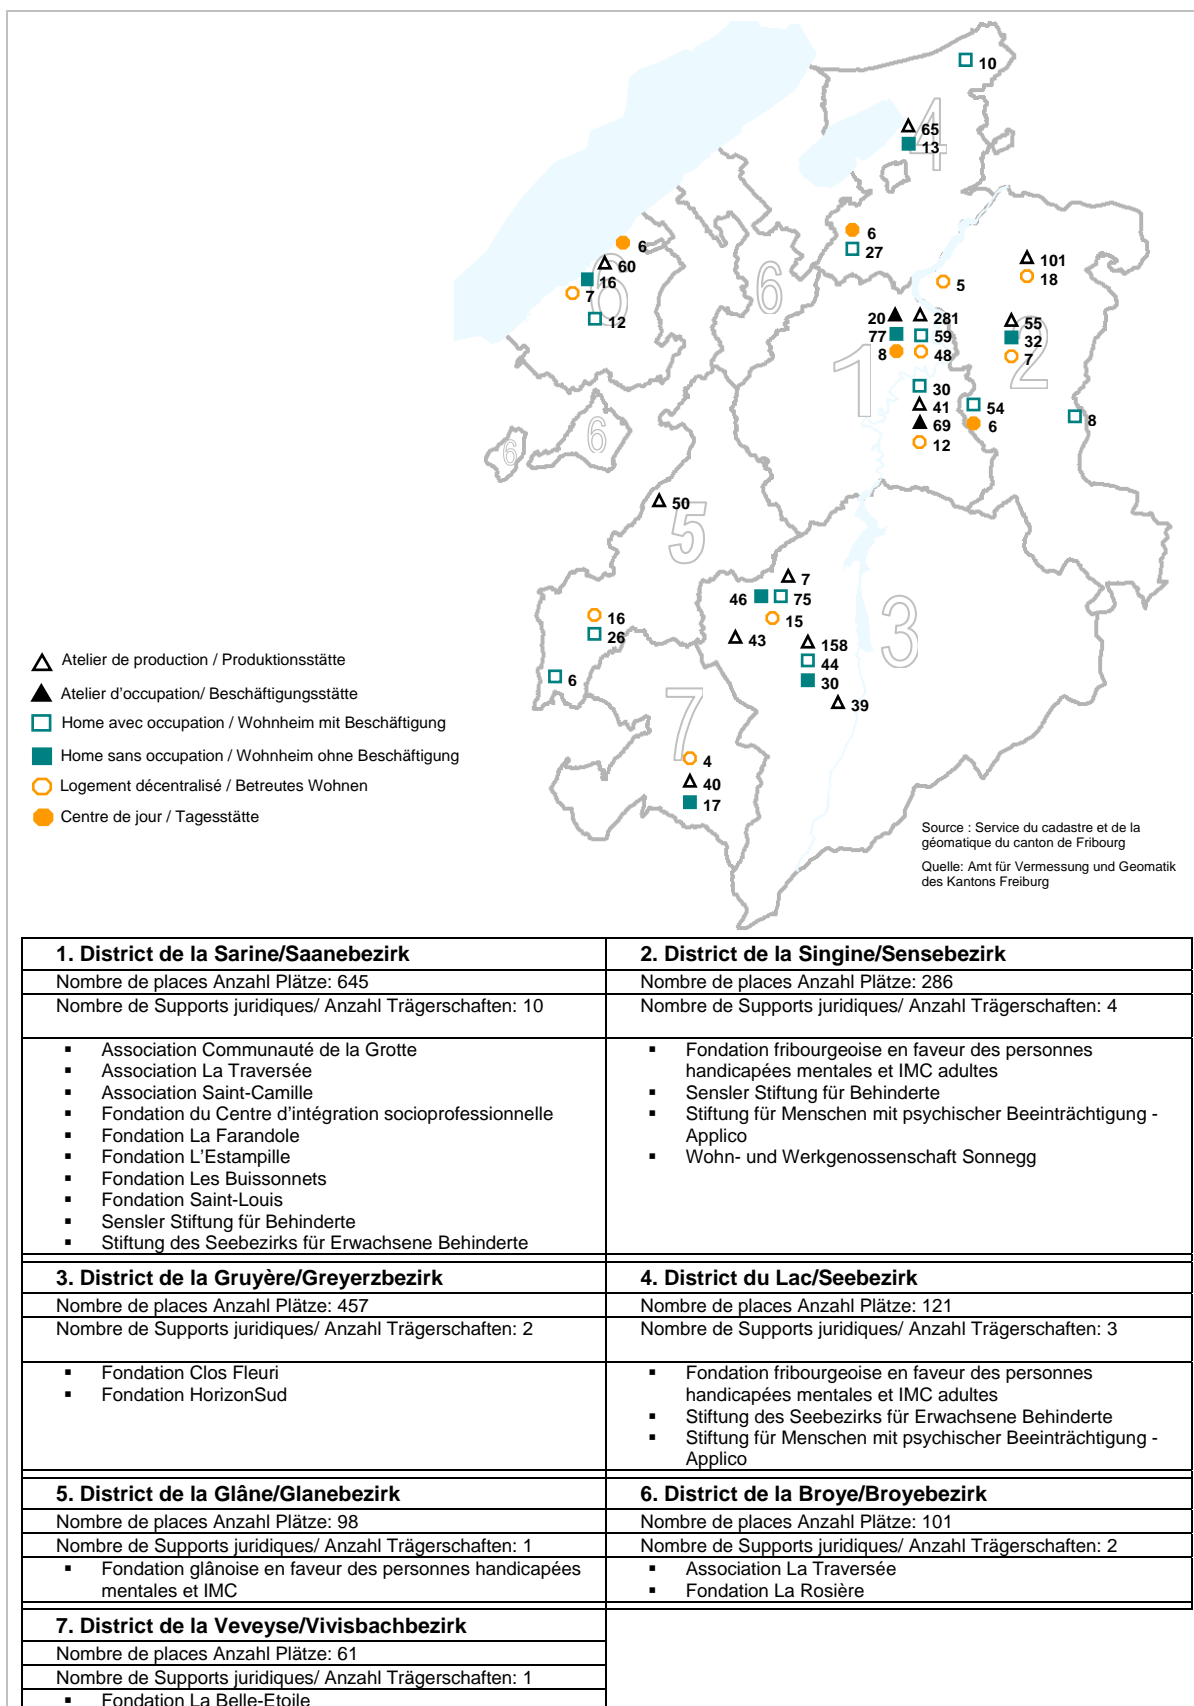 10
4
65
13
6
27
6
60
16
7
12
6
6
5
101
18
20
281
77
59
8
48
1
55
32
7
2
30
41
69
12
54
6
8
6
6
50
5
7
46
75
15
43
158
44
30
39
3
16
26
6
7
4
40
17
Atelier de production / Produktionsstätte
Atelier d'occupation/ Beschäftigungsstätte
Home avec occupation / Wohnheim mit Beschäftigung
Home sans occupation / Wohnheim ohne Beschäftigung
Logement décentralisé / Betreutes Wohnen
Centre de jour / Tagesstätte
Source : Service du cadastre et de la
géomatique du canton de Fribourg
Quelle: Amt für Vermessung und Geomatik
des Kantons Freiburg
1. District de la Sarine/Saanebezirk
Nombre de places Anzahl Plätze: 645
Nombre de Supports juridiques/ Anzahl Trägerschaften: 10
▪ Association Communauté de la Grotte
▪ Association La Traversée
▪ Association Saint-Camille
▪ Fondation du Centre d'intégration socioprofessionnelle
▪ Fondation La Farandole
▪ Fondation L'Estampille
▪ Fondation Les Buissonnets
▪ Fondation Saint-Louis
▪ Sensler Stiftung für Behinderte
▪ Stiftung des Seebezirks für Erwachsene Behinderte
2. District de la Singine/Sensebezirk
Nombre de places Anzahl Plätze: 286
Nombre de Supports juridiques/ Anzahl Trägerschaften: 4
▪ Fondation fribourgeoise en faveur des personnes
handicapées mentales et IMC adultes
▪ Sensler Stiftung für Behinderte
▪ Stiftung für Menschen mit psychischer Beeinträchtigung -
Applico
▪ Wohn- und Werkgenossenschaft Sonnegg
3. District de la Gruyère/Greyerzbezirk
Nombre de places Anzahl Plätze: 457
Nombre de Supports juridiques/ Anzahl Trägerschaften: 2
▪ Fondation Clos Fleuri
▪ Fondation HorizonSud
4. District du Lac/Seebezirk
Nombre de places Anzahl Plätze: 121
Nombre de Supports juridiques/ Anzahl Trägerschaften: 3
▪ Fondation fribourgeoise en faveur des personnes
handicapées mentales et IMC adultes
▪ Stiftung des Seebezirks für Erwachsene Behinderte
▪ Stiftung für Menschen mit psychischer Beeinträchtigung -
Applico
5. District de la Glâne/Glanebezirk
Nombre de places Anzahl Plätze: 98
Nombre de Supports juridiques/ Anzahl Trägerschaften: 1
▪ Fondation glânoise en faveur des personnes handicapées
mentales et IMC
6. District de la Broye/Broyebezirk
Nombre de places Anzahl Plätze: 101
Nombre de Supports juridiques/ Anzahl Trägerschaften: 2
▪ Association La Traversée
▪ Fondation La Rosière
7. District de la Veveyse/Vivisbachbezirk
Nombre de places Anzahl Plätze: 61
Nombre de Supports juridiques/ Anzahl Trägerschaften: 1
▪ Fondation La Belle-Etoile